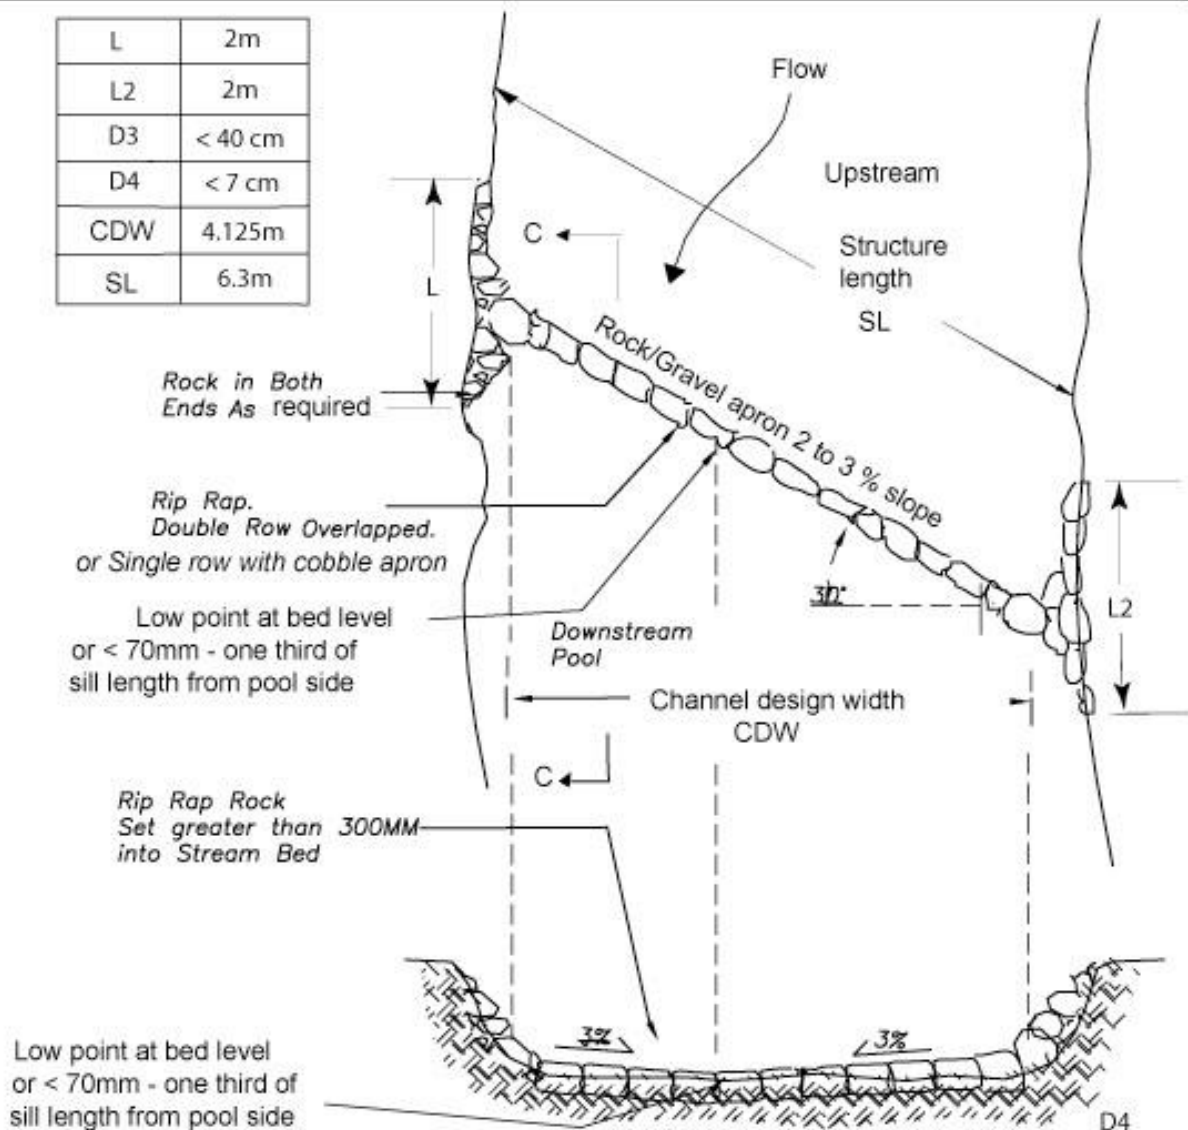 L 2m
L2 2m
D3 < 40 cm
D4 < 7 cm
CDW 4.125m
SL 6.3m
Flow
Upstream
C
Structure
length
SL
L
Rock/Gravel apron 2 to 3 % slope
Rock in Both
Ends As required
Rip Rap.
Double Row Overlapped.
or Single row with cobble apron
30°
L2
Low point at bed level
or < 70mm - one third of
sill length from pool side
Downstream
Pool
Channel design width
CDW
C
Rip Rap Rock
Set greater than 300MM
into Stream Bed
3%
3%
Low point at bed level
or < 70mm - one third of
sill length from pool side
D4